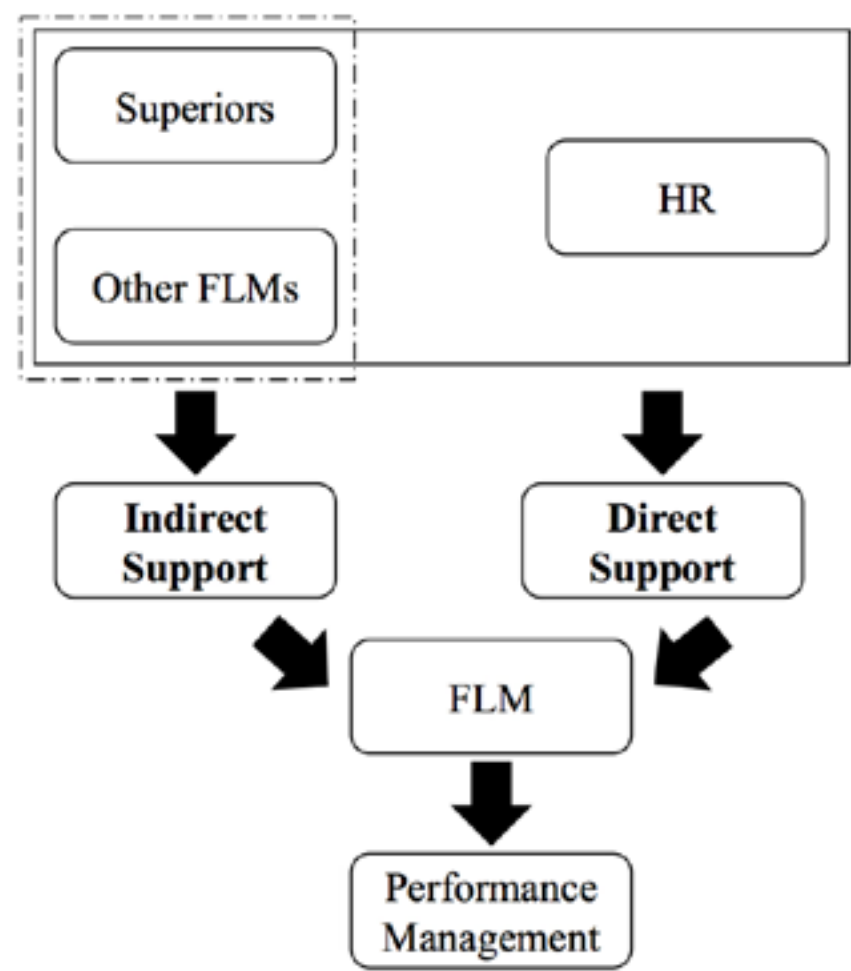 Superiors
HR
Other FLMs
Indirect
Support
Direct
Support
FLM
Performance
Management